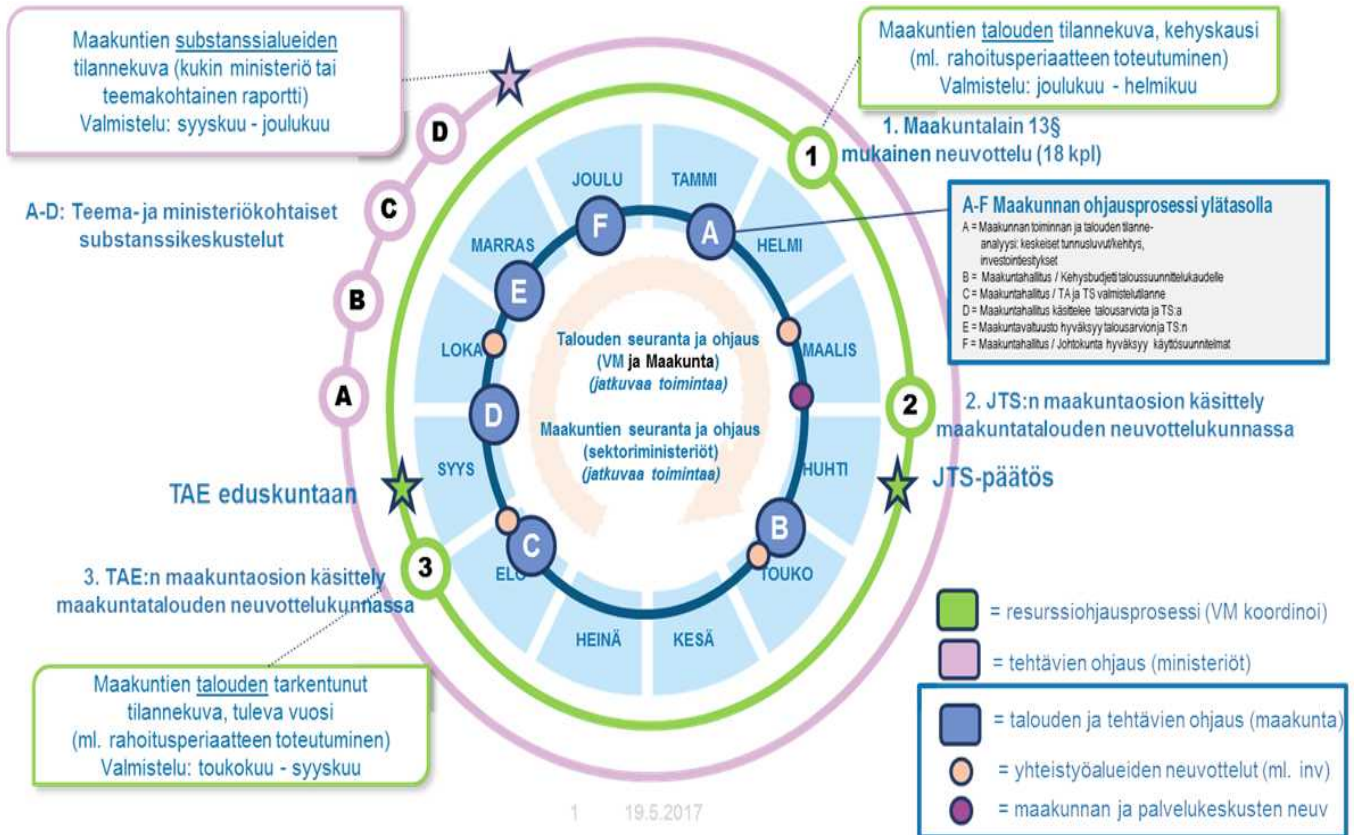 Maakuntien substanssialueiden
tilannekuva (kukin ministeriö tai
teemakohtainen raportti)
Valmistelu: syyskuu - joulukuu
Maakuntien talouden tilannekuva, kehyskausi
(ml. rahoitusperiaatteen toteutuminen)
Valmistelu: joulukuu - helmikuu
1. Maakuntalain 13§
mukainen neuvottelu (18 kpl)
A-D: Teema- ja ministeriökohtaiset
substanssikeskustelut
D
C
B
A
1
2
3
JOULU
TAMMI
HELMI
MAALIS
HUHTI
TOUKO
KESÄ
HEINÄ
ELO
SYYS
LOKA
MARRAS
F
A
E
D
C
B
A-F Maakunnan ohjausprosessi ylätasolla
A = Maakunnan toiminnan ja talouden tilanne-
analyysi: keskeiset tunnusluvut/kehitys,
investointiesitykset
B = Maakuntahallitus / Kehysbudjetti taloussuunnittelukaudelle
C = Maakuntahallitus / TA ja TS valmistelutilanne
D = Maakuntahallitus käsittelee talousarviota ja TS:a
E = Maakuntavaltuusto hyväksyy talousarvion ja TS:n
F = Maakuntahallitus / Johtokunta hyväksyy käyttösuunnitelmat
Talouden seuranta ja ohjaus
(VM ja Maakunta)
(jatkuvaa toimintaa)
Maakuntien seuranta ja ohjaus
(sektoriministeriöt)
(jatkuvaa toimintaa)
2. JTS:n maakuntaosion käsittely
maakuntatalouden neuvottelukunnassa
JTS-päätös
TAE eduskuntaan
3. TAE:n maakuntaosion käsittely
maakuntatalouden neuvottelukunnassa
Maakuntien talouden tarkentunut
tilannekuva, tuleva vuosi
(ml. rahoitusperiaatteen toteutuminen)
Valmistelu: toukokuu - syyskuu
= resurssiohjausprosessi (VM koordinoi)
= tehtävien ohjaus (ministeriöt)
= talouden ja tehtävien ohjaus (maakunta)
= yhteistyöalueiden neuvottelut (ml. inv)
= maakunnan ja palvelukeskusten neuv
1 19.5.2017